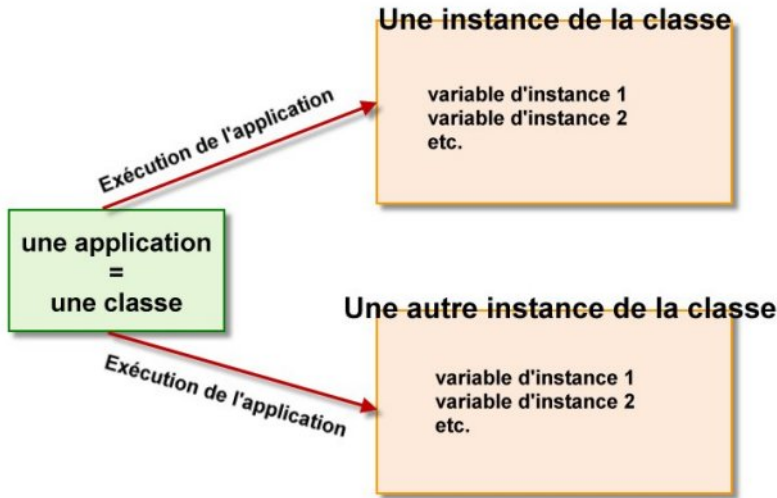 Une instance de la classe
variable d'instance 1
variable d'instance 2
etc.
Exécution de l'application
une application
=
une classe
Exécution de l'application
Une autre instance de la classe
variable d'instance 1
variable d'instance 2
etc.